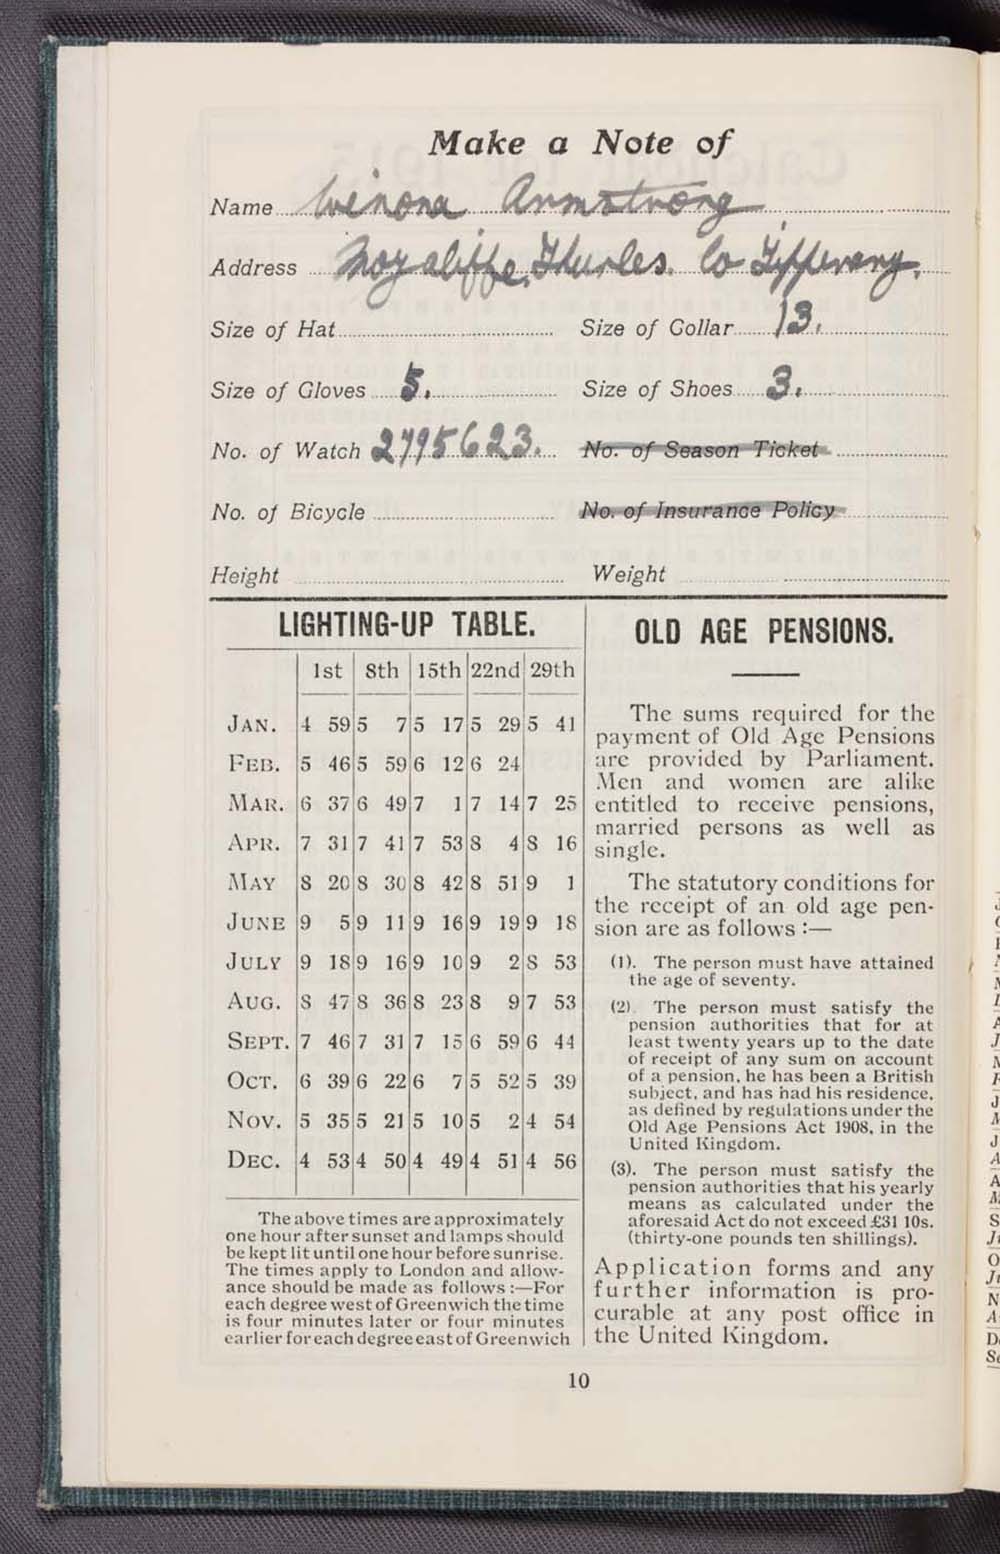 Make a Note of
Name Winona Armstrong
Address Moyaliffe, Thurles. Co Tipperary.
Size of Hat Size of Collar 13.
Size of Gloves 5. Size of Shoes 3.
No. of Watch 2795623. No. of Season Ticket
No. of Bicycle No. of Insurance Policy
Height Weight
LIGHTING-UP TABLE.
1st 8th 15th 22nd 29th
JAN. 4 59 5 7 5 17 5 29 5 41
FEB. 5 46 5 59 6 12 6 24
MAR. 6 37 6 49 7 1 7 14 7 25
APR. 7 31 7 41 7 53 8 4 8 16
MAY 8 20 8 30 8 42 8 51 9 1
JUNE 9 5 9 11 9 16 9 19 9 18
JULY 9 18 9 16 9 10 9 2 8 53
AUG. 8 47 8 36 8 23 8 9 7 53
SEPT. 7 46 7 31 7 15 6 59 6 44
OCT. 6 39 6 22 6 7 5 52 5 39
NOV. 5 35 5 21 5 10 5 2 4 54
DEC. 4 53 4 50 4 49 4 51 4 56
The above times are approximately
one hour after sunset and lamps should
be kept lit until one hour before sunrise.
The times apply to London and allow-
ance should be made as follows :—For
each degree west of Greenwich the time
is four minutes later or four minutes
earlier for each degree east of Greenwich
OLD AGE PENSIONS.
The sums required for the
payment of Old Age Pensions
are provided by Parliament.
Men and women are alike
entitled to receive pensions,
married persons as well as
single.
The statutory conditions for
the receipt of an old age pen-
sion are as follows :—
(1). The person must have attained
the age of seventy.
(2). The person must satisfy the
pension authorities that for at
least twenty years up to the date
of receipt of any sum on account
of a pension, he has been a British
subject, and has had his residence,
as defined by regulations under the
Old Age Pensions Act 1908, in the
United Kingdom.
(3). The person must satisfy the
pension authorities that his yearly
means as calculated under the
aforesaid Act do not exceed £31 10s.
(thirty-one pounds ten shillings).
Application forms and any
further information is pro-
curable at any post office in
the United Kingdom.
10